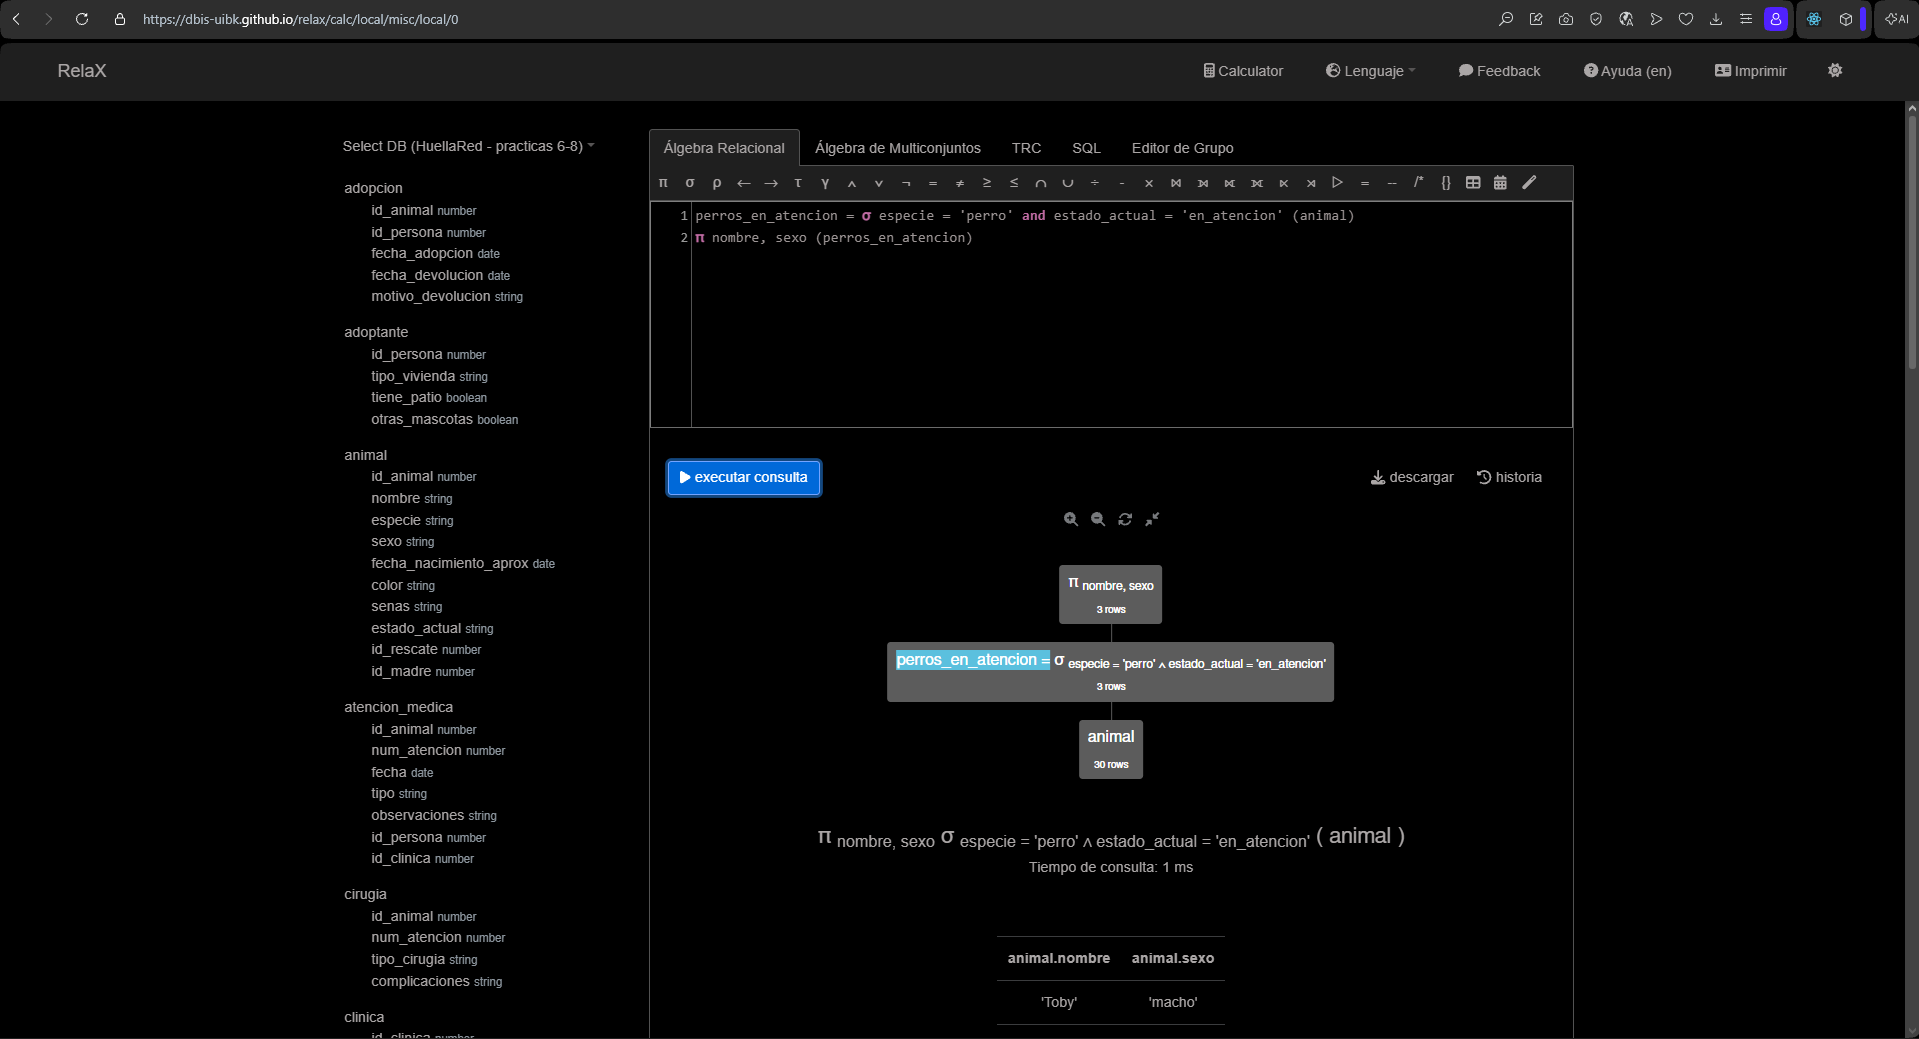 https://dbis-uibk.github.io/relax/calc/local/misc/local/0
AI
RelaX
Calculator
Lenguaje
Feedback
Ayuda (en)
Imprimir
Select DB (HuellaRed - practicas 6-8)
adopcion
id_animal number
id_persona number
fecha_adopcion date
fecha_devolucion date
motivo_devolucion string
adoptante
id_persona number
tipo_vivienda string
tiene_patio boolean
otras_mascotas boolean
animal
id_animal number
nombre string
especie string
sexo string
fecha_nacimiento_aprox date
color string
senas string
estado_actual string
id_rescate number
id_madre number
atencion_medica
id_animal number
num_atencion number
fecha date
tipo string
observaciones string
id_persona number
id_clinica number
cirugia
id_animal number
num_atencion number
tipo_cirugia string
complicaciones string
clinica
id_clinica number
Álgebra Relacional
Álgebra de Multiconjuntos
TRC
SQL
Editor de Grupo
π σ ρ ← → τ γ ∧ ∨ ¬ = ≠ ≥ ≤ ∩ ∪ ÷ - × ⋈ ⟕ ⟖ ⟗ ⋉ ⋊ ▷ = -- /* {}
1 perros_en_atencion = σ especie = 'perro' and estado_actual = 'en_atencion' (animal)
2 π nombre, sexo (perros_en_atencion)
executar consulta
descargar
historia
π nombre, sexo
3 rows
perros_en_atencion = σ especie = 'perro' ∧ estado_actual = 'en_atencion'
3 rows
animal
30 rows
π nombre, sexo σ especie = 'perro' ∧ estado_actual = 'en_atencion' ( animal )
Tiempo de consulta: 1 ms
animal.nombre animal.sexo
'Toby' 'macho'